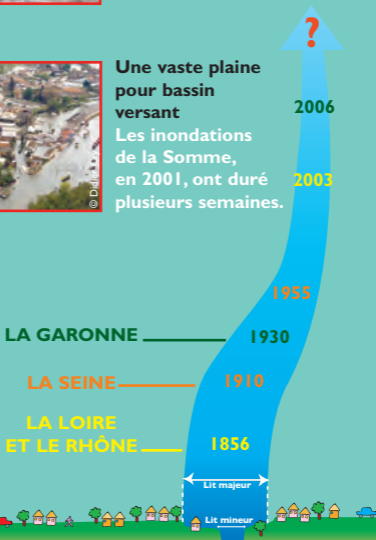 ?
Une vaste plaine
pour bassin
versant
Les inondations
de la Somme,
en 2001, ont duré
plusieurs semaines.
2006
2003
1955
LA GARONNE 1930
LA SEINE 1910
LA LOIRE
ET LE RHÔNE 1856
Lit majeur
Lit mineur